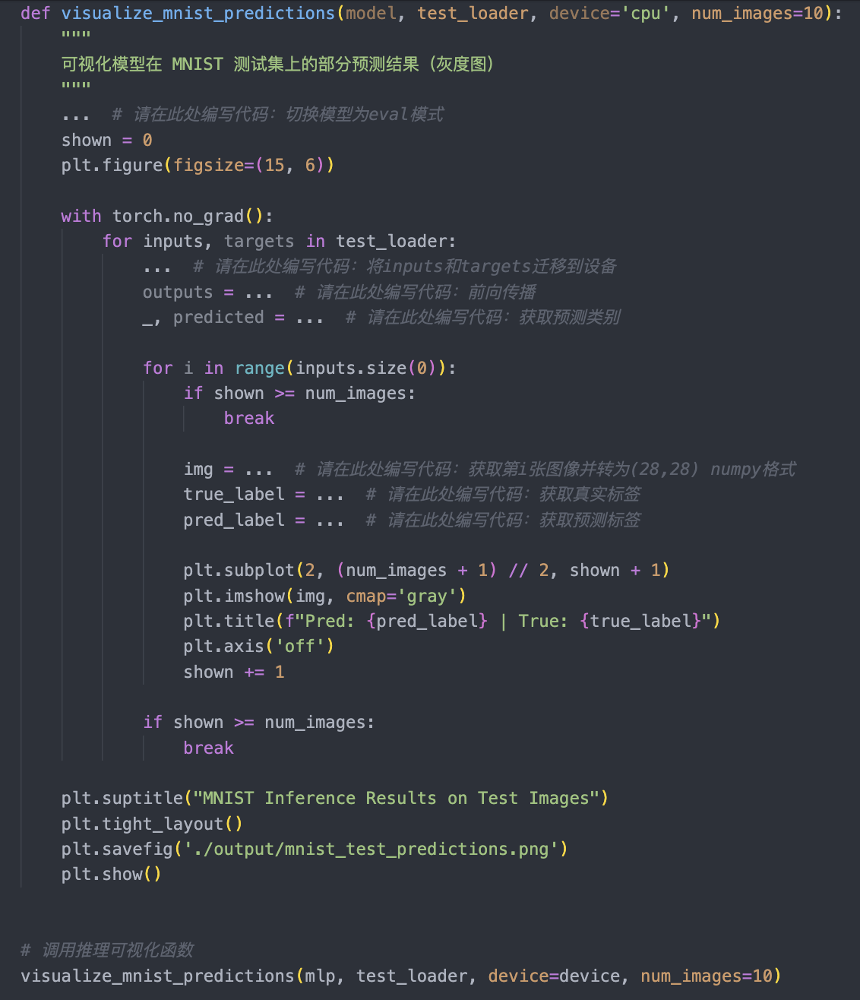 def visualize_mnist_predictions(model, test_loader, device='cpu', num_images=10):
    """
    可视化模型在 MNIST 测试集上的部分预测结果（灰度图）
    """
    ...  # 请在此处编写代码：切换模型为eval模式
    shown = 0
    plt.figure(figsize=(15, 6))

    with torch.no_grad():
        for inputs, targets in test_loader:
            ...  # 请在此处编写代码：将inputs和targets迁移到设备
            outputs = ...  # 请在此处编写代码：前向传播
            _, predicted = ...  # 请在此处编写代码：获取预测类别

            for i in range(inputs.size(0)):
                if shown >= num_images:
                    break

                img = ...  # 请在此处编写代码：获取第i张图像并转为(28,28) numpy格式
                true_label = ...  # 请在此处编写代码：获取真实标签
                pred_label = ...  # 请在此处编写代码：获取预测标签

                plt.subplot(2, (num_images + 1) // 2, shown + 1)
                plt.imshow(img, cmap='gray')
                plt.title(f"Pred: {pred_label} | True: {true_label}")
                plt.axis('off')
                shown += 1

            if shown >= num_images:
                break

    plt.suptitle("MNIST Inference Results on Test Images")
    plt.tight_layout()
    plt.savefig('./output/mnist_test_predictions.png')
    plt.show()


# 调用推理可视化函数
visualize_mnist_predictions(mlp, test_loader, device=device, num_images=10)